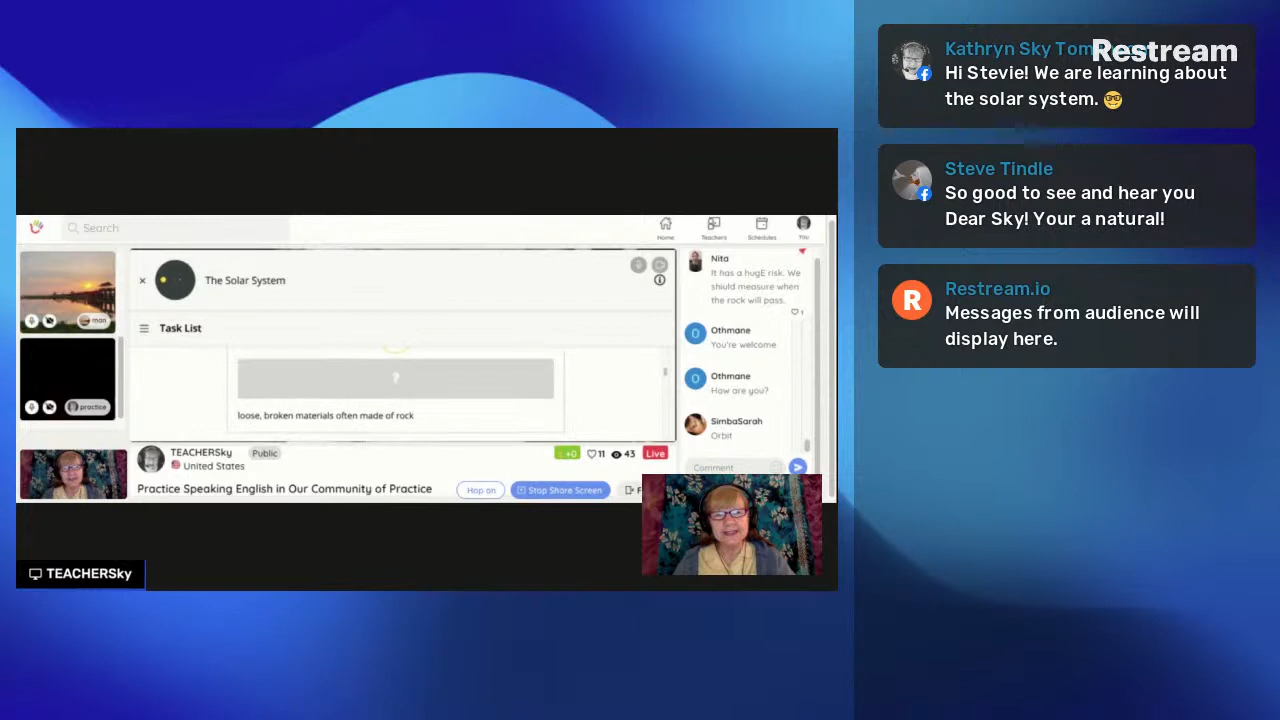 Search
Home
Teachers
Schedules
You
man
practice
The Solar System
Task List
?
loose, broken materials often made of rock
TEACHERSky
Public
United States
+0
11
43
Live
Practice Speaking English in Our Community of Practice
Hop on
Stop Share Screen
Nita
It has a hugE risk. We
shiuld measure when
the rock will pass.
1
Othmane
You're welcome
Othmane
How are you?
SimbaSarah
Orbit
Comment
TEACHERSky
Restream
Kathryn Sky
Hi Stevie! We are learning about
the solar system. 🤓
Steve Tindle
So good to see and hear you
Dear Sky! Your a natural!
R
Restream.io
Messages from audience will
display here.